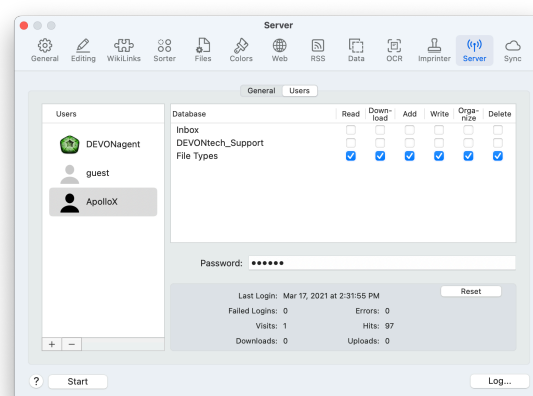 Server
General Editing WikiLinks Sorter Files Colors Web RSS Data OCR Imprinter Server Sync
General Users
Users
Database Read Down-load Add Write Orga-nize Delete
Inbox
DEVONtech_Support
File Types
DEVONagent
guest
ApolloX
Password: ••••••
Last Login: Mar 17, 2021 at 2:31:55 PM Reset
Failed Logins: 0 Errors: 0
Visits: 1 Hits: 97
Downloads: 0 Uploads: 0
+ −
? Start Log...